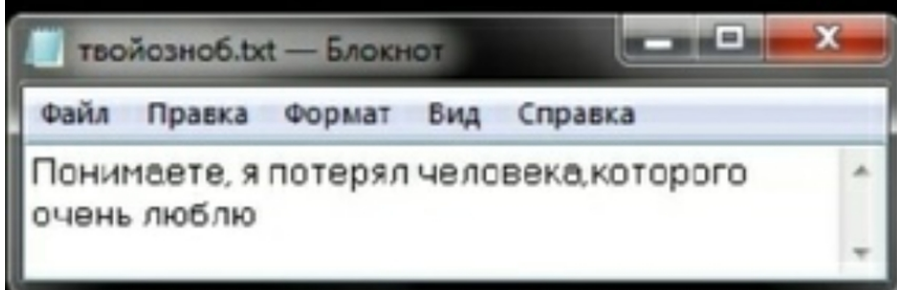 твойозноб.txt — Блокнот
Файл Правка Формат Вид Справка
Понимаете, я потерял человека,которого
очень люблю